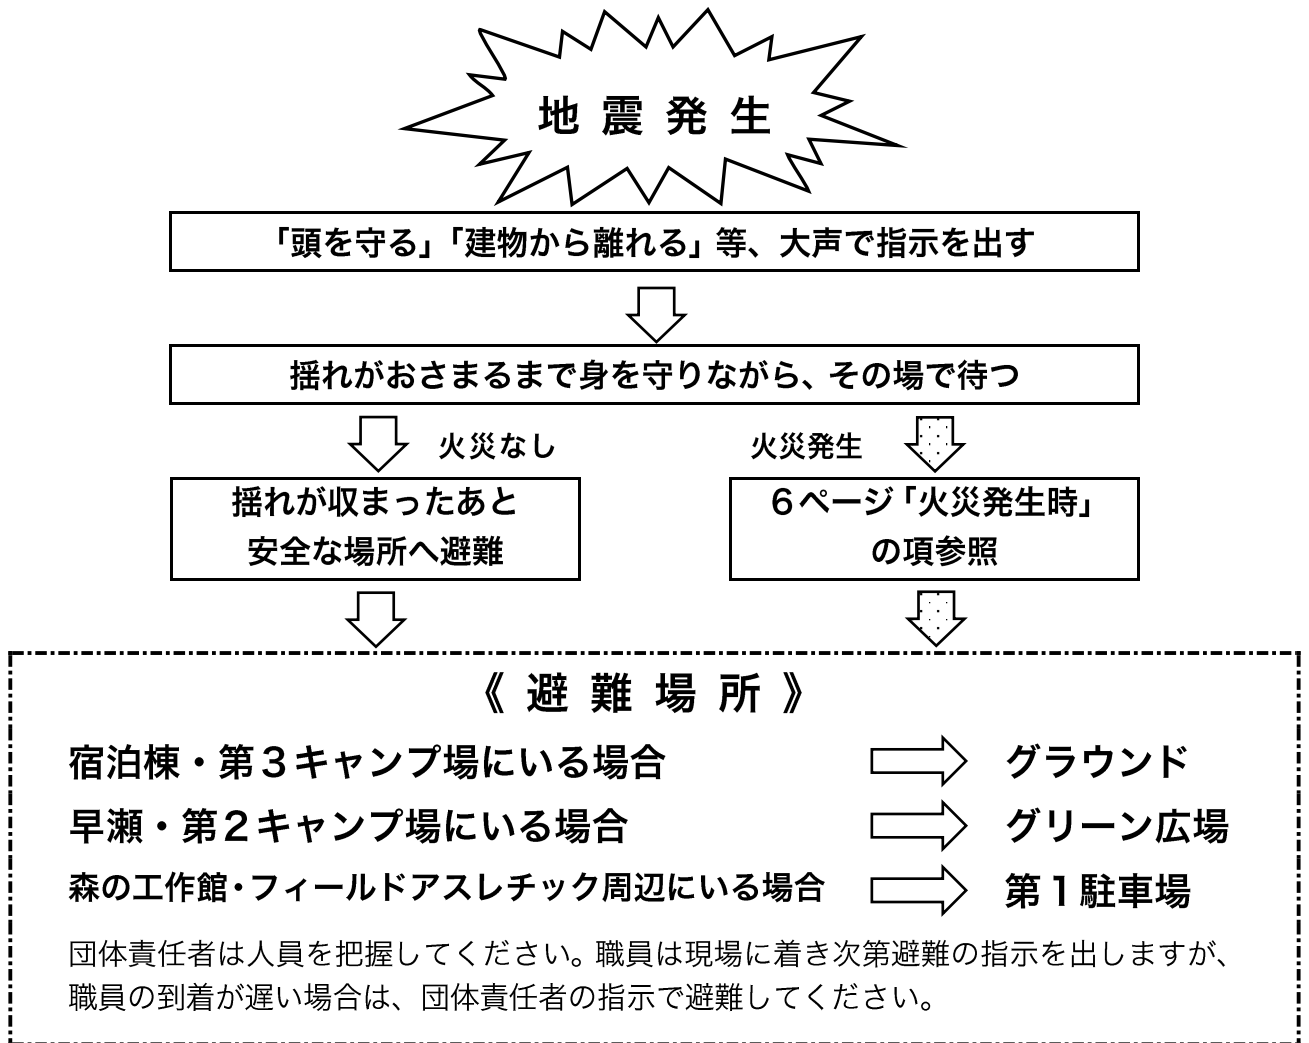 地震発生
「頭を守る」「建物から離れる」等、大声で指示を出す
揺れがおさまるまで身を守りながら、その場で待つ
火災なし
火災発生
揺れが収まったあと
安全な場所へ避難
６ページ「火災発生時」
の項参照
《避難場所》
宿泊棟・第３キャンプ場にいる場合
グラウンド
早瀬・第２キャンプ場にいる場合
グリーン広場
森の工作館・フィールドアスレチック周辺にいる場合
第１駐車場
団体責任者は人員を把握してください。職員は現場に着き次第避難の指示を出しますが、
職員の到着が遅い場合は、団体責任者の指示で避難してください。